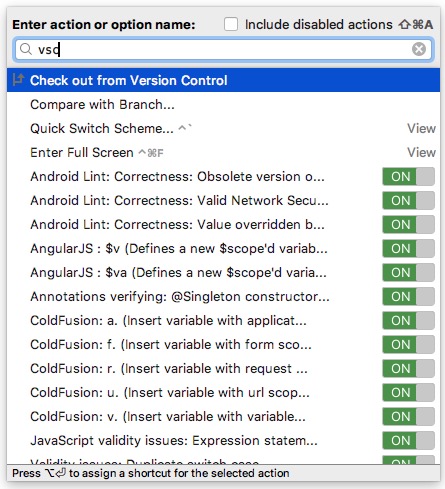 Enter action or option name: Include disabled actions ⇧⌘A
vsc
Check out from Version Control
Compare with Branch...
Quick Switch Scheme... ^` View
Enter Full Screen ^⌘F View
Android Lint: Correctness: Obsolete version o... ON
Android Lint: Correctness: Valid Network Secu... ON
Android Lint: Correctness: Value overridden b... ON
AngularJS : $v (Defines a new $scope'd variab... ON
AngularJS : $va (Defines a new $scope'd varia... ON
Annotations verifying: @Singleton constructor... ON
ColdFusion: a. (Insert variable with applicat... ON
ColdFusion: f. (Insert variable with form sco... ON
ColdFusion: r. (Insert variable with request ... ON
ColdFusion: u. (Insert variable with url scop... ON
ColdFusion: v. (Insert variable with variable... ON
JavaScript validity issues: Expression statem... ON
Validity issues: Duplicate switch case
Press ⌥⏎ to assign a shortcut for the selected action